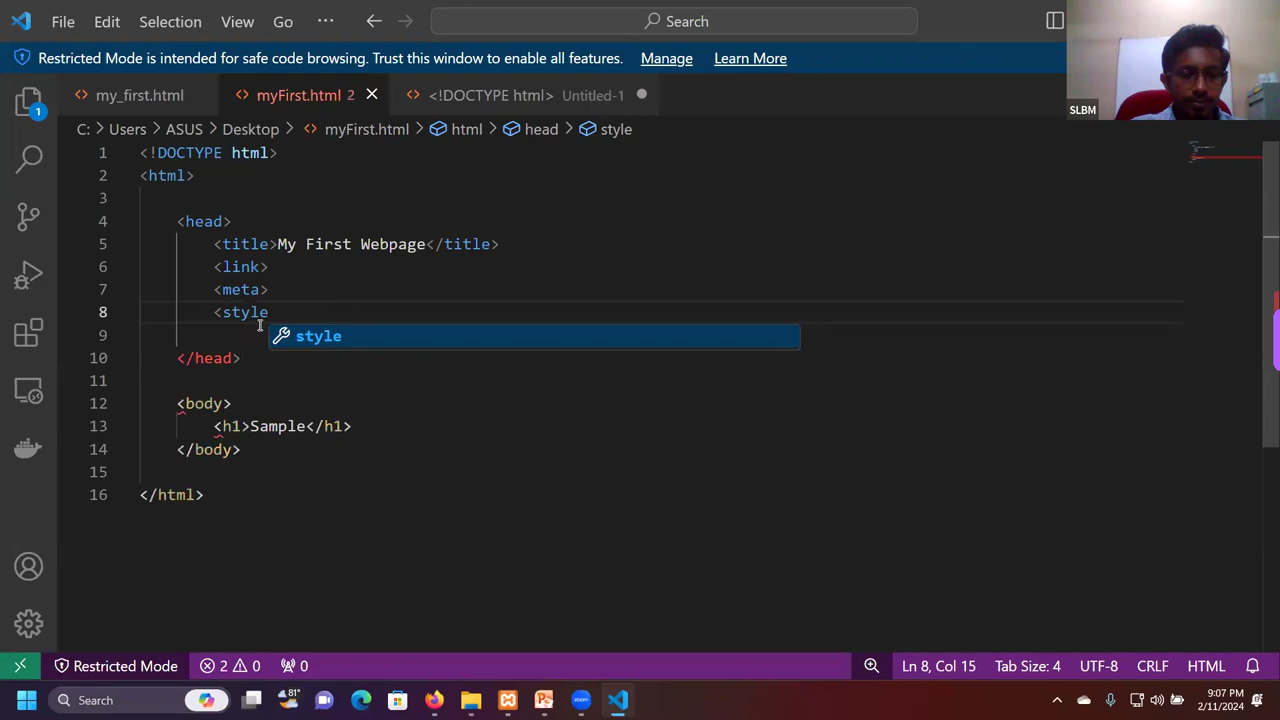 File Edit Selection View Go ··· Search
Restricted Mode is intended for safe code browsing. Trust this window to enable all features. Manage Learn More
SLBM
1
my_first.html myFirst.html 2 <!DOCTYPE html> Untitled-1
C: > Users > ASUS > Desktop > myFirst.html > html > head > style
1 <!DOCTYPE html>
2 <html>
3
4 <head>
5 <title>My First Webpage</title>
6 <link>
7 <meta>
8 <style
9 style
10 </head>
11
12 <body>
13 <h1>Sample</h1>
14 </body>
15
16 </html>
Restricted Mode 2 0 0 Ln 8, Col 15 Tab Size: 4 UTF-8 CRLF HTML
Search 81° zoom 9:07 PM
2/11/2024